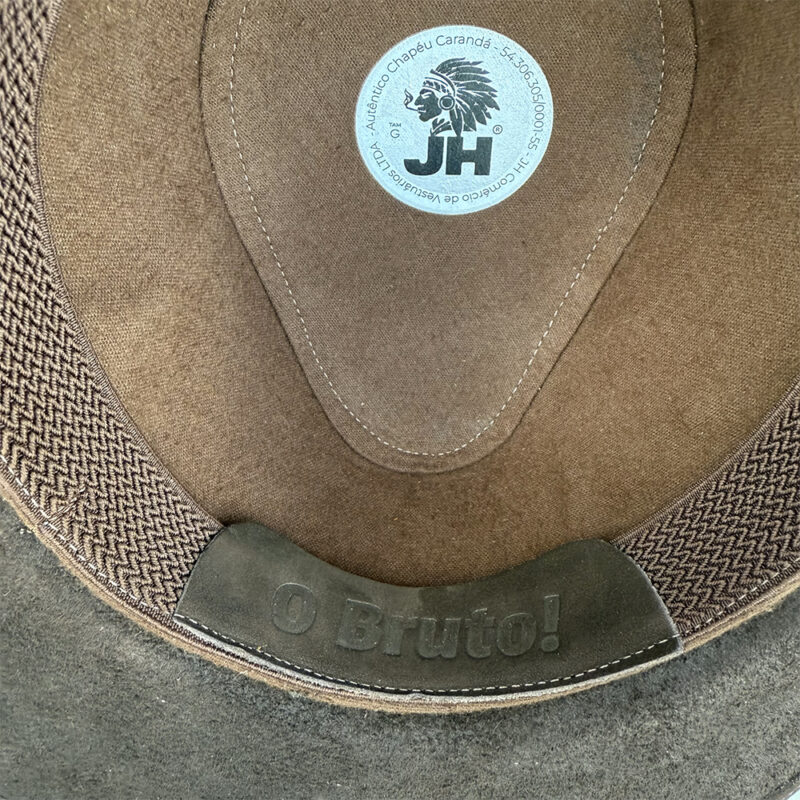 Autêntico Chapéu Carandá - 54.306.305/0001-55 - JH Comércio de Vestuários LTDA -
TAM
G
®
JH
O Bruto!